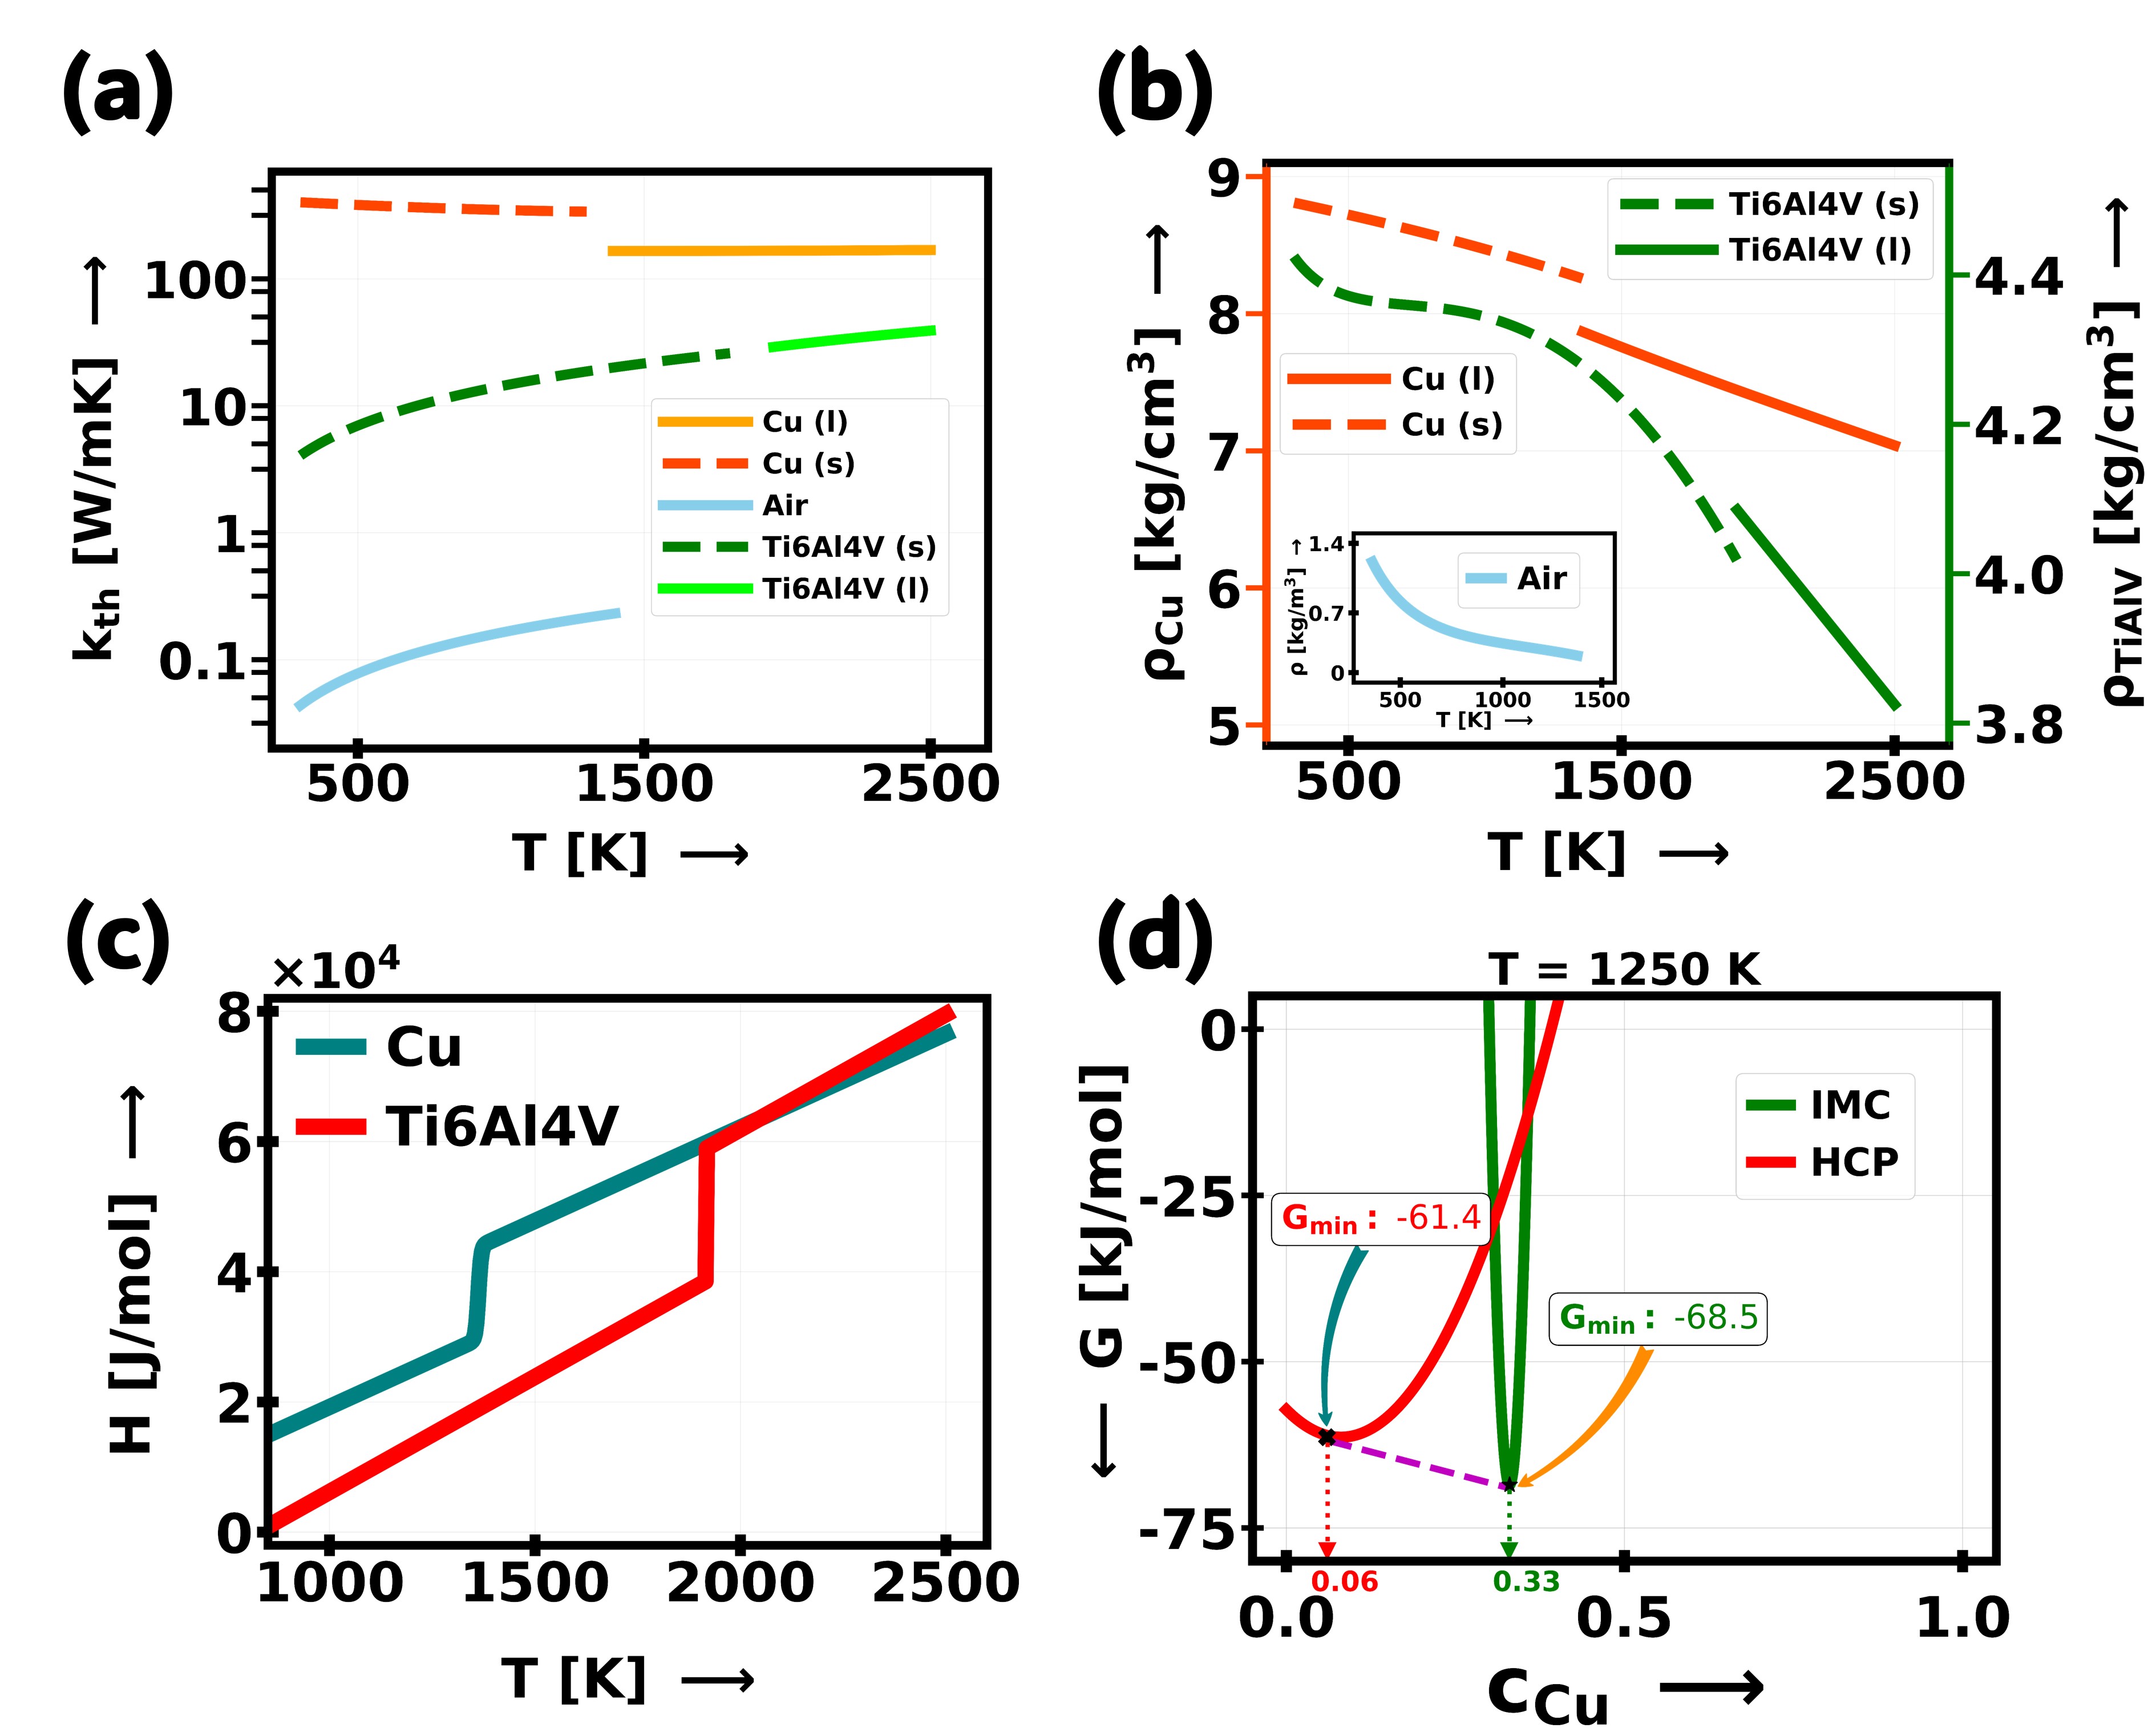 (a)
k_th [W/mK] ⟶
100
10
1
0.1
Cu (l)
Cu (s)
Air
Ti6Al4V (s)
Ti6Al4V (l)
500 1500 2500
T [K] ⟶
(b)
ρ_Cu [kg/cm³] ⟶
9
8
7
6
5
Ti6Al4V (s)
Ti6Al4V (l)
Cu (l)
Cu (s)
ρ [kg/m³] →
1.4
0.7
0
Air
500 1000 1500
T [K] ⟶
4.4
4.2
4.0
3.8
ρ_TiAlV [kg/cm³] ⟶
500 1500 2500
T [K] ⟶
(c)
×10⁴
H [J/mol] ⟶
8
6
4
2
0
Cu
Ti6Al4V
1000 1500 2000 2500
T [K] ⟶
(d)
T = 1250 K
⟵ G [kJ/mol]
0
-25
-50
-75
IMC
HCP
G_min : -61.4
G_min : -68.5
0.06 0.33
0.0 0.5 1.0
c_Cu ⟶